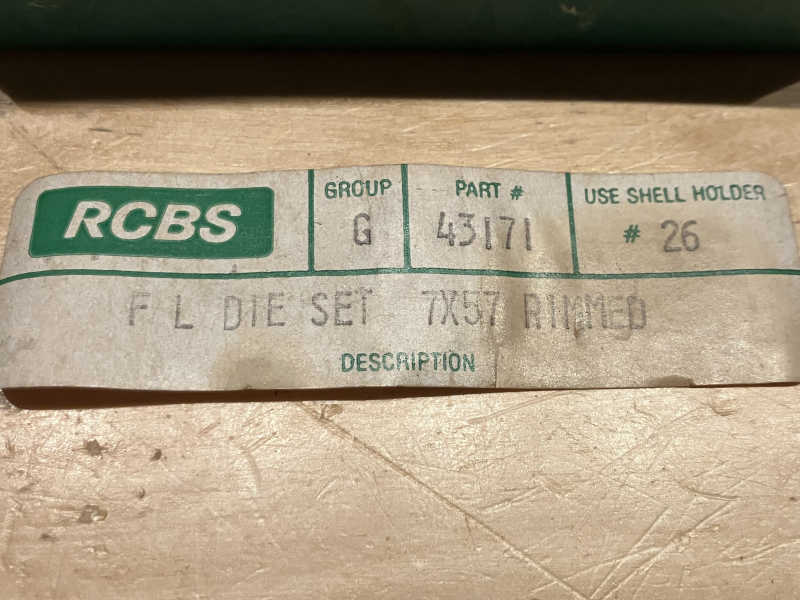 RCBS
GROUP
G
PART #
43171
USE SHELL HOLDER
# 26
F L DIE SET 7X57 RIMMED
DESCRIPTION